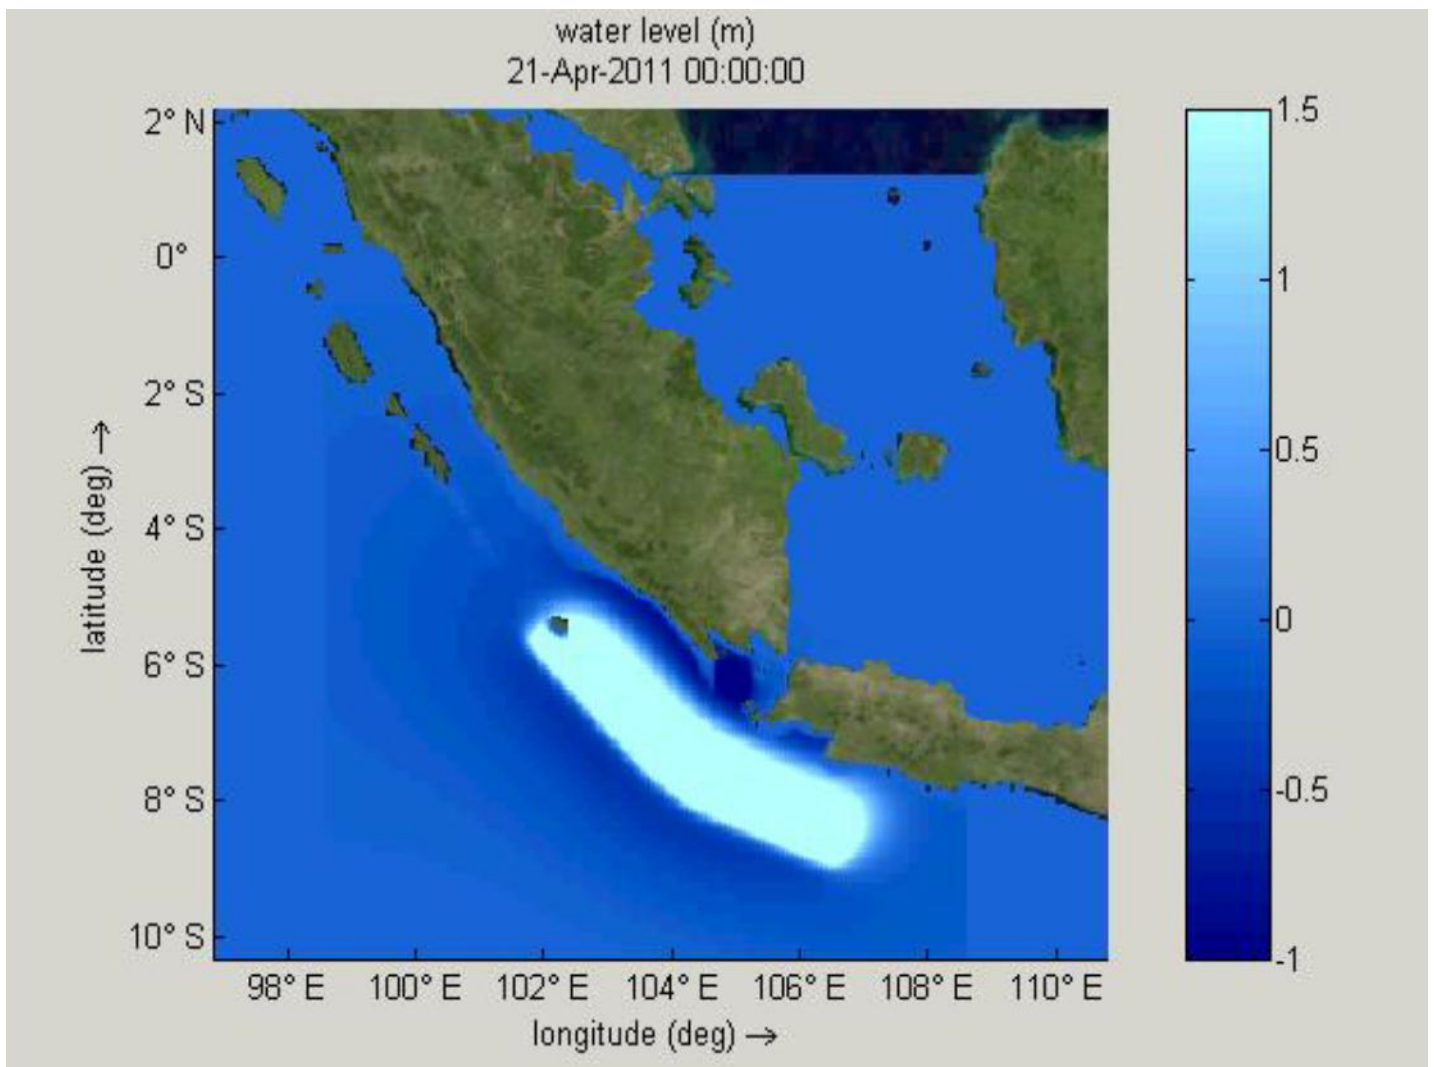 water level (m)
21-Apr-2011 00:00:00
2° N
0°
2° S
4° S
6° S
8° S
10° S
latitude (deg) →
98° E 100° E 102° E 104° E 106° E 108° E 110° E
longitude (deg) →
1.5
1
0.5
0
-0.5
-1